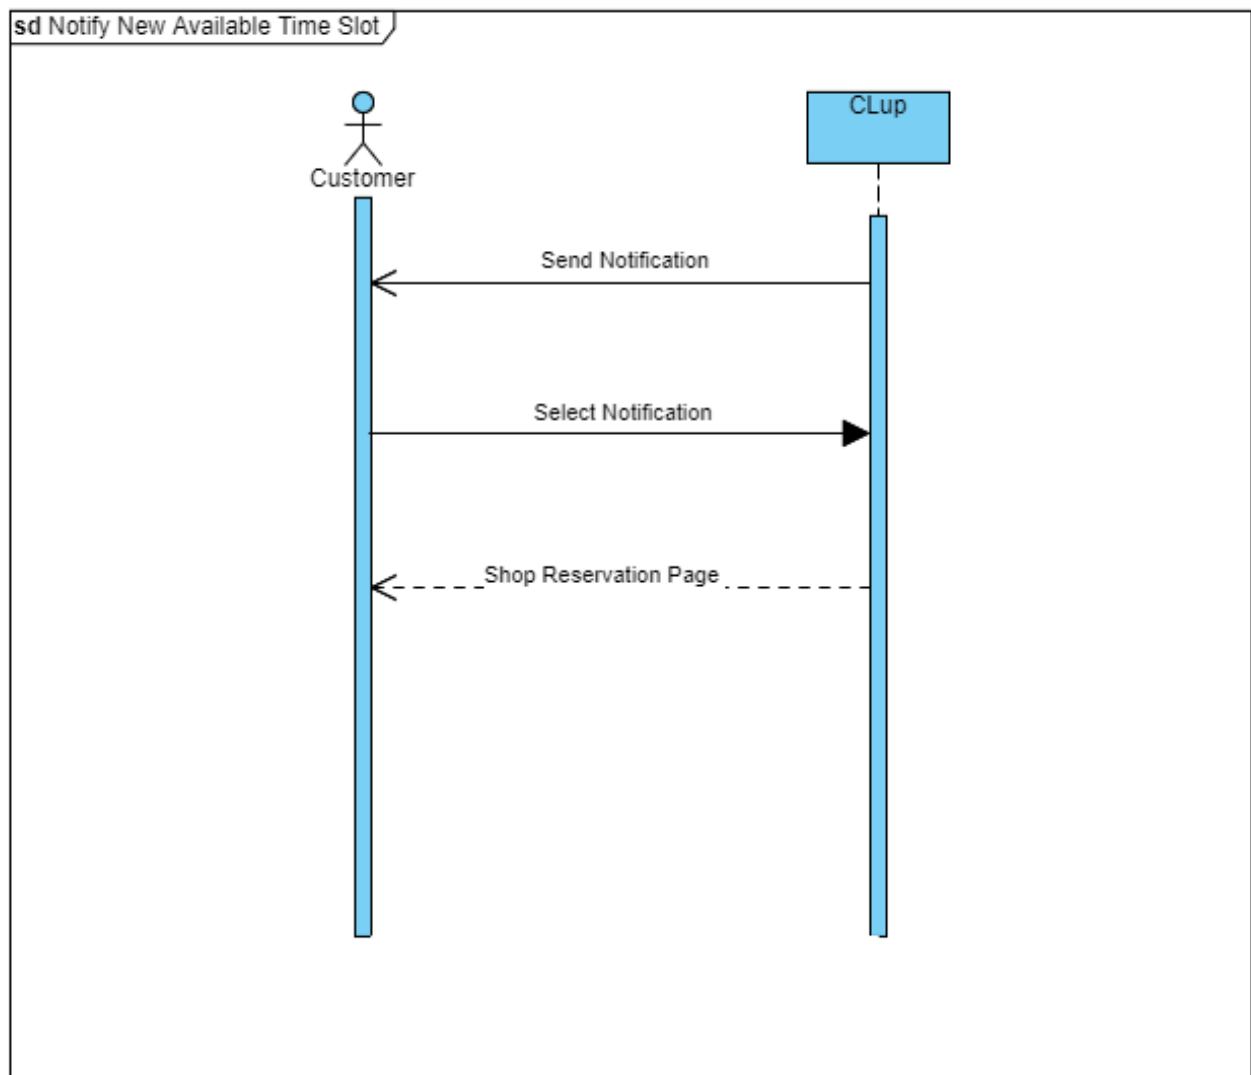 sd Notify New Available Time Slot
Customer
CLup
Send Notification
Select Notification
Shop Reservation Page